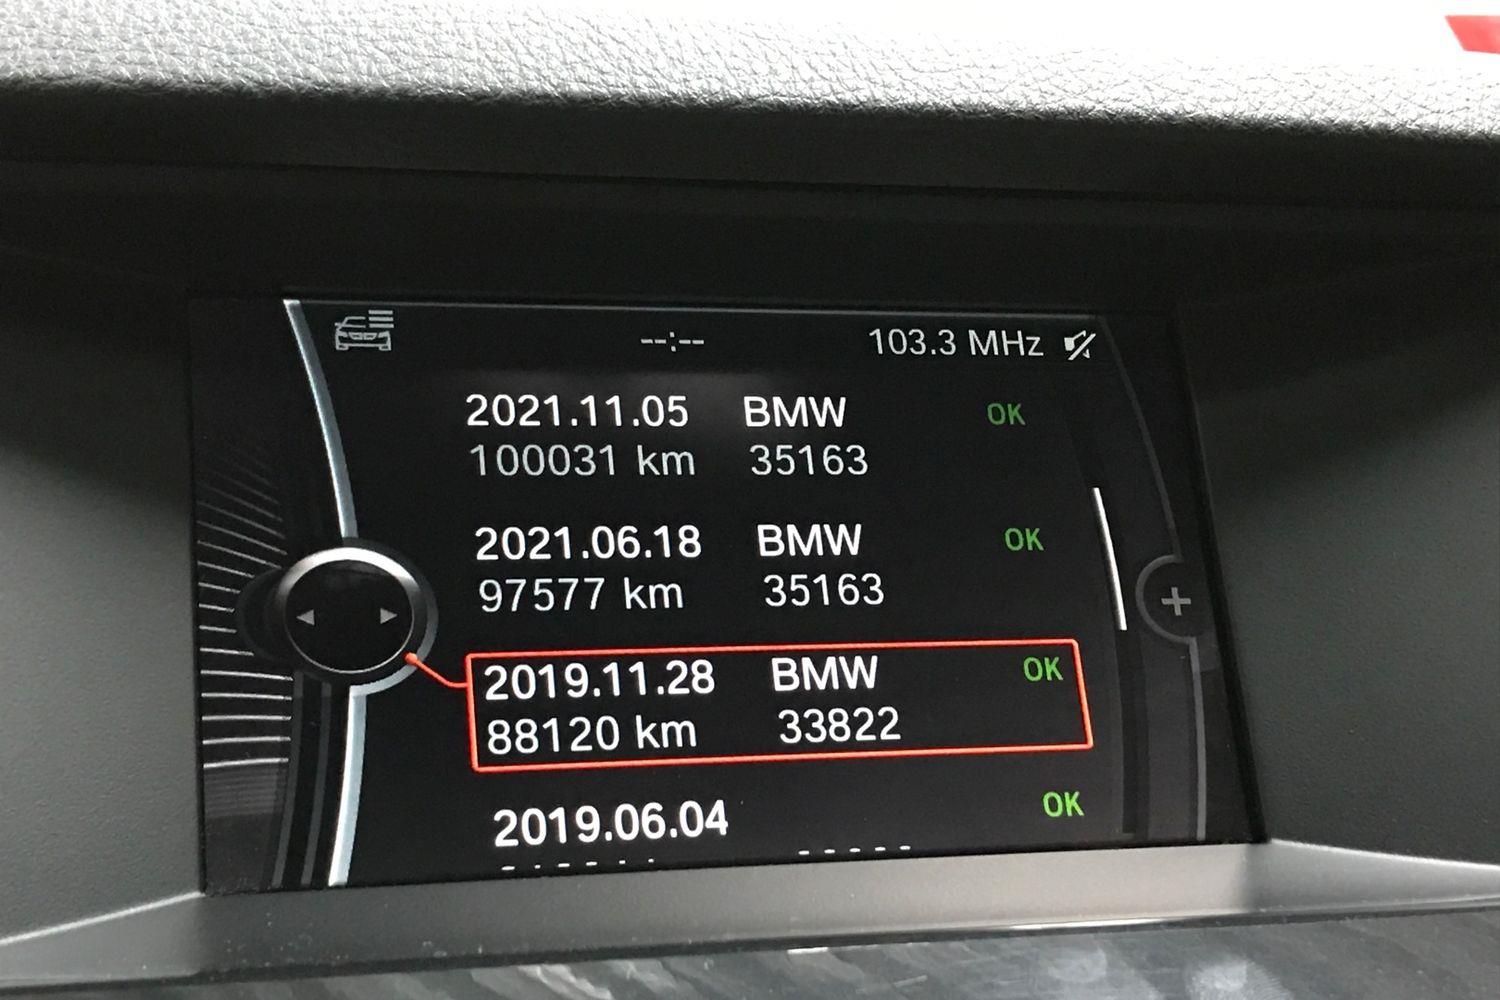 --:-- 103.3 MHz
2021.11.05 BMW OK
100031 km 35163
2021.06.18 BMW OK
97577 km 35163
2019.11.28 BMW OK
88120 km 33822
2019.06.04 OK